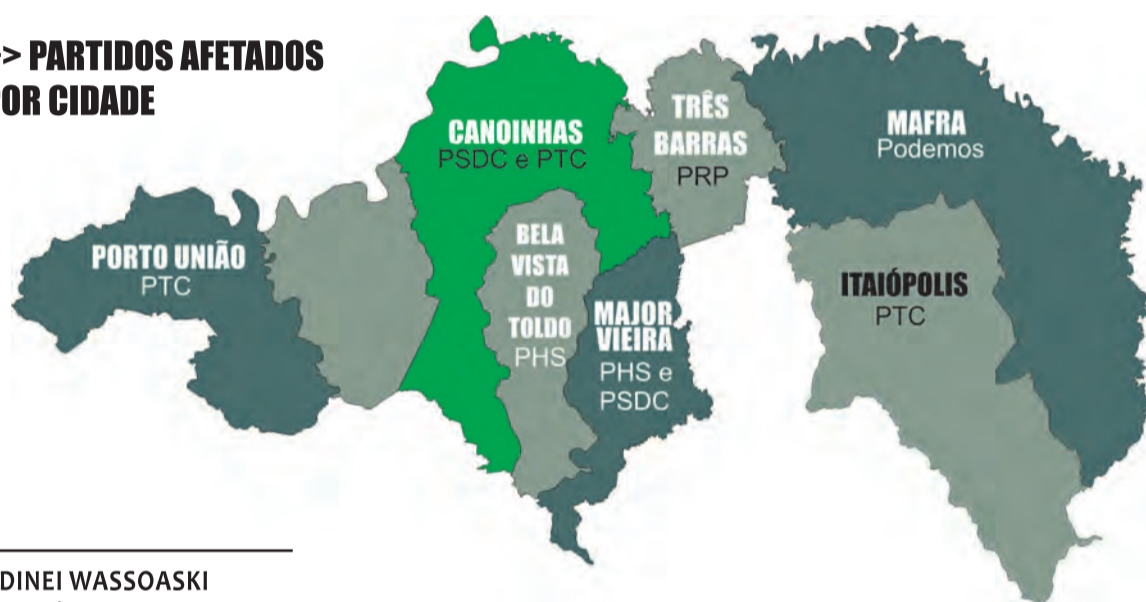 > PARTIDOS AFETADOS
POR CIDADE
CANOINHAS
PSDC e PTC
TRÊS
BARRAS
PRP
MAFRA
Podemos
PORTO UNIÃO
PTC
BELA
VISTA
DO
TOLDO
PHS
MAJOR
VIEIRA
PHS e
PSDC
ITAIÓPOLIS
PTC
DINEI WASSOASKI